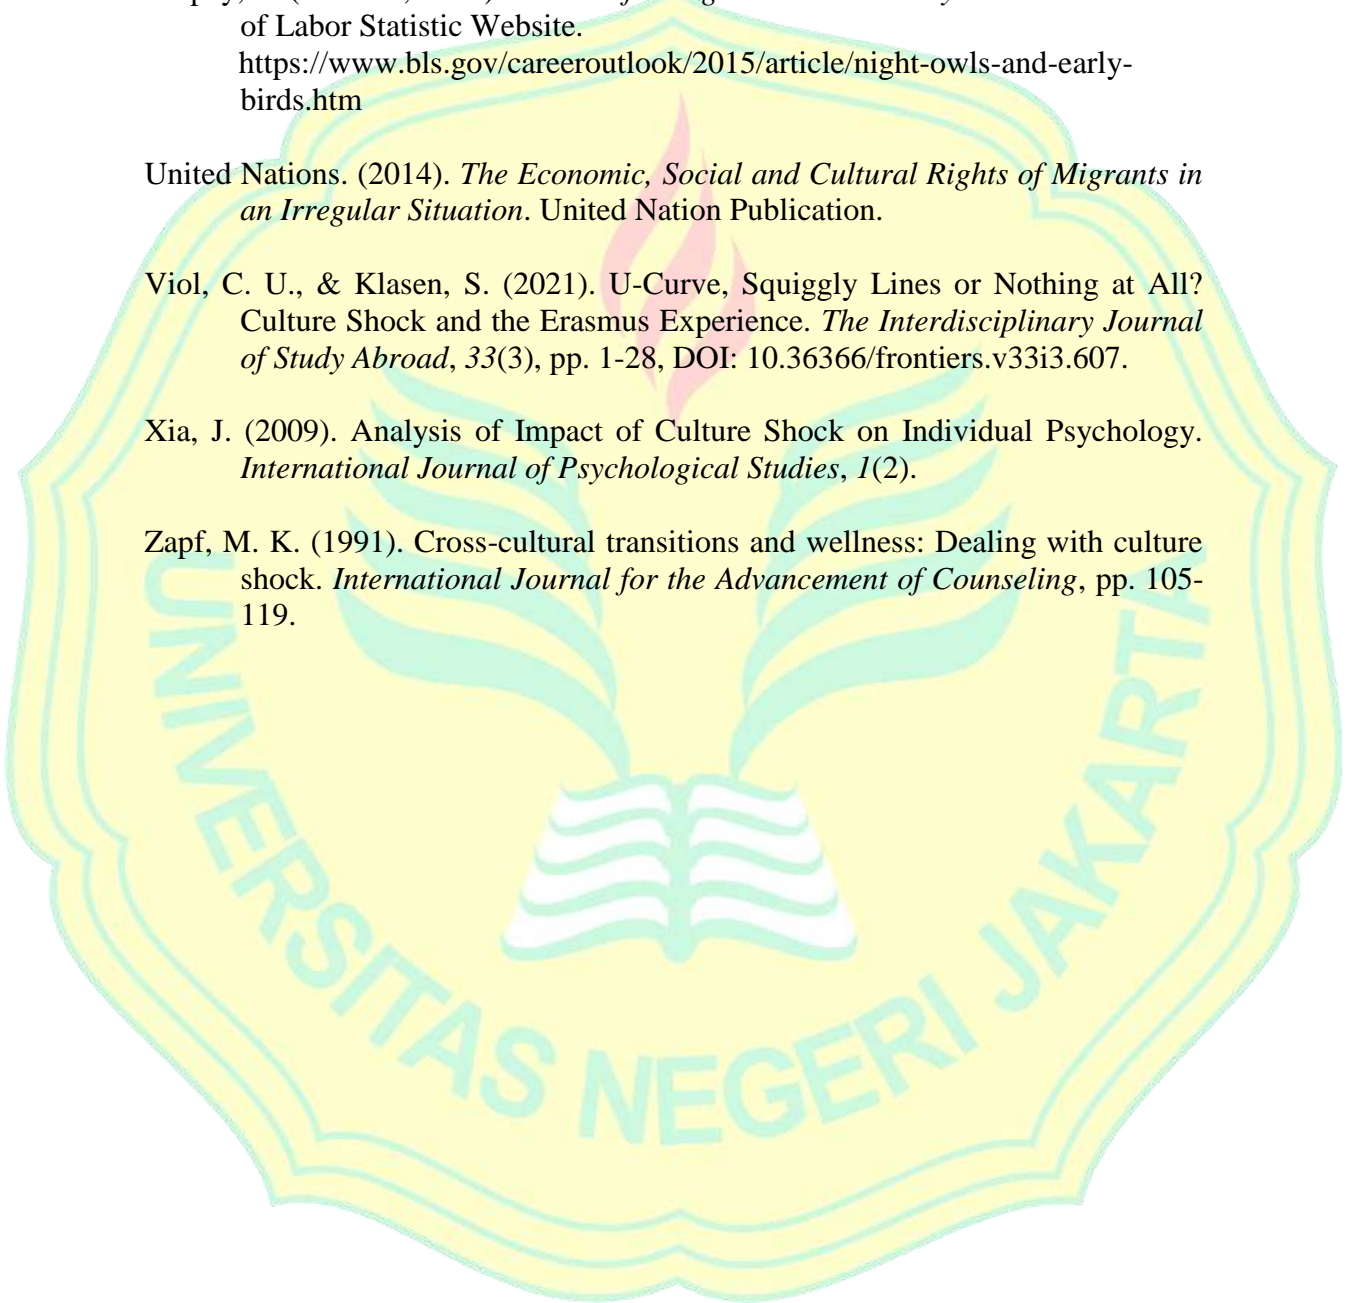 of Labor Statistic Website.
https://www.bls.gov/careeroutlook/2015/article/night-owls-and-early-
birds.htm
United Nations. (2014). The Economic, Social and Cultural Rights of Migrants in
an Irregular Situation. United Nation Publication.
Viol, C. U., & Klasen, S. (2021). U-Curve, Squiggly Lines or Nothing at All?
Culture Shock and the Erasmus Experience. The Interdisciplinary Journal
of Study Abroad, 33(3), pp. 1-28, DOI: 10.36366/frontiers.v33i3.607.
Xia, J. (2009). Analysis of Impact of Culture Shock on Individual Psychology.
International Journal of Psychological Studies, 1(2).
Zapf, M. K. (1991). Cross-cultural transitions and wellness: Dealing with culture
shock. International Journal for the Advancement of Counseling, pp. 105-
119.
UNIVERSITAS NEGERI JAKARTA